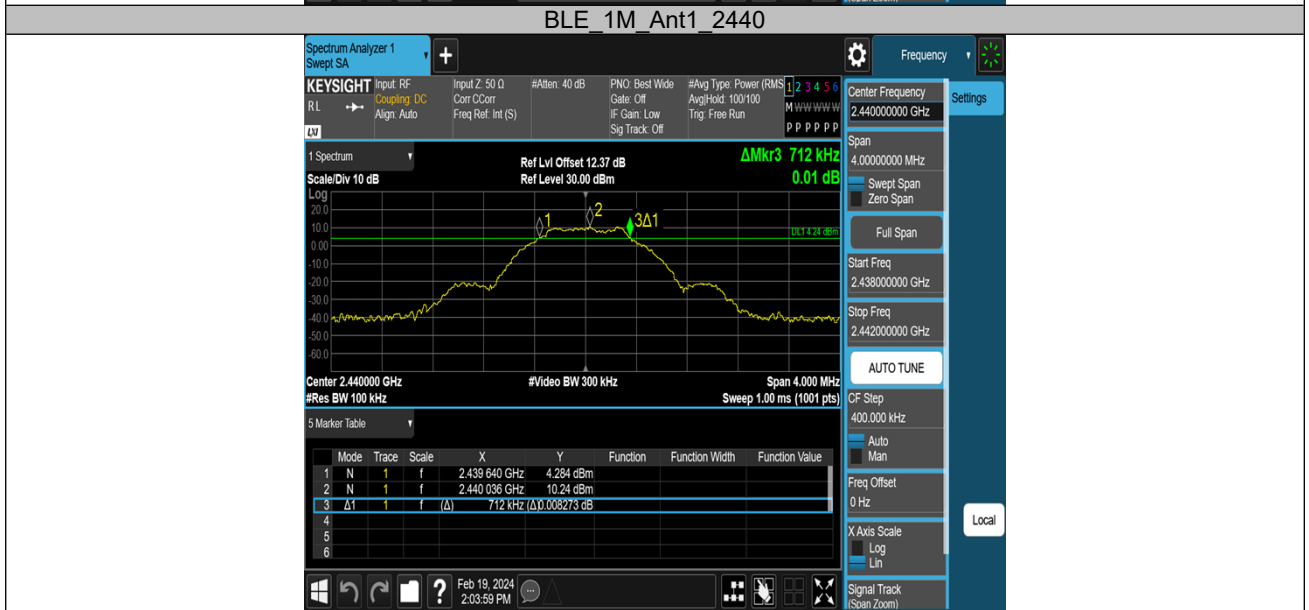 (Span Zoom)
BLE_1M_Ant1_2440
Spectrum Analyzer 1
Swept SA
+
Frequency
KEYSIGHT
RL
LXI
Input: RF
Coupling: DC
Align: Auto
Input Z: 50 Ω
Corr CCorr
Freq Ref: Int (S)
#Atten: 40 dB
PNO: Best Wide
Gate: Off
IF Gain: Low
Sig Track: Off
#Avg Type: Power (RMS
Avg|Hold: 100/100
Trig: Free Run
1 2 3 4 5 6
M W W W W W
P P P P P P
Center Frequency
2.440000000 GHz
Settings
1 Spectrum
Scale/Div 10 dB
Ref Lvl Offset 12.37 dB
Ref Level 30.00 dBm
ΔMkr3 712 kHz
0.01 dB
Span
4.00000000 MHz
Swept Span
Zero Span
Log
20.0
10.0
0.00
-10.0
-20.0
-30.0
-40.0
-50.0
-60.0
1
2
3Δ1
DL1 4.24 dBm
Full Span
Start Freq
2.438000000 GHz
Stop Freq
2.442000000 GHz
AUTO TUNE
Center 2.440000 GHz
#Res BW 100 kHz
#Video BW 300 kHz
Span 4.000 MHz
Sweep 1.00 ms (1001 pts)
CF Step
400.000 kHz
Auto
Man
5 Marker Table
Mode Trace Scale X Y Function Function Width Function Value
1 N 1 f 2.439 640 GHz 4.284 dBm
2 N 1 f 2.440 036 GHz 10.24 dBm
3 Δ1 1 f (Δ) 712 kHz (Δ)0.008273 dB
4
5
6
Freq Offset
0 Hz
Local
X Axis Scale
Log
Lin
Signal Track
(Span Zoom)
?
Feb 19, 2024
2:03:59 PM